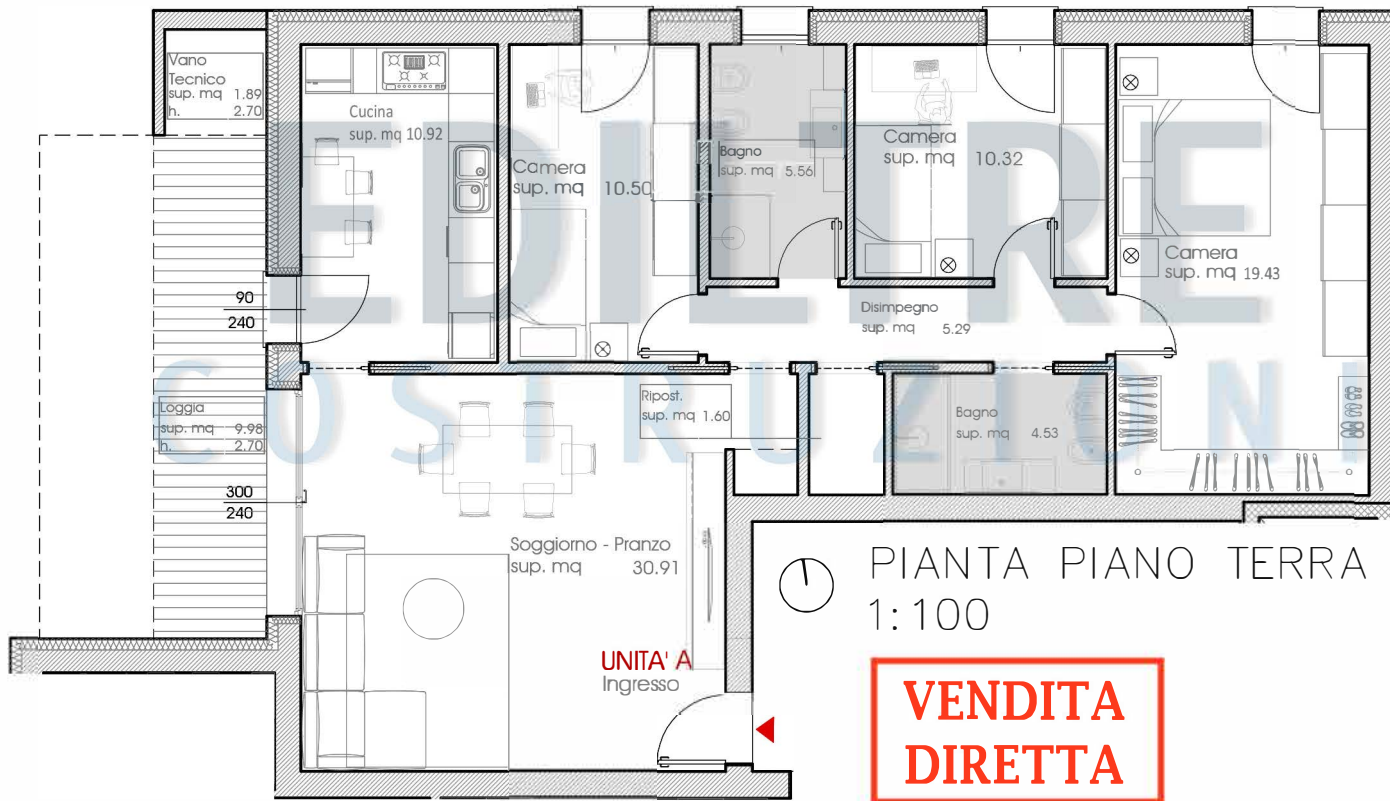 Vano
Tecnico
sup. mq 1.89
h. 2.70
Cucina
sup. mq 10.92
Camera
sup. mq 10.50
Bagno
sup. mq 5.56
Camera
sup. mq 10.32
Camera
sup. mq 19.43
EDILTRE
COSTRUZIONI
90
240
Disimpegno
sup. mq 5.29
Loggia
sup. mq 9.98
h. 2.70
Ripost.
sup. mq 1.60
Bagno
sup. mq 4.53
300
240
Soggiorno - Pranzo
sup. mq 30.91
UNITA' A
Ingresso
PIANTA PIANO TERRA
1:100
VENDITA
DIRETTA